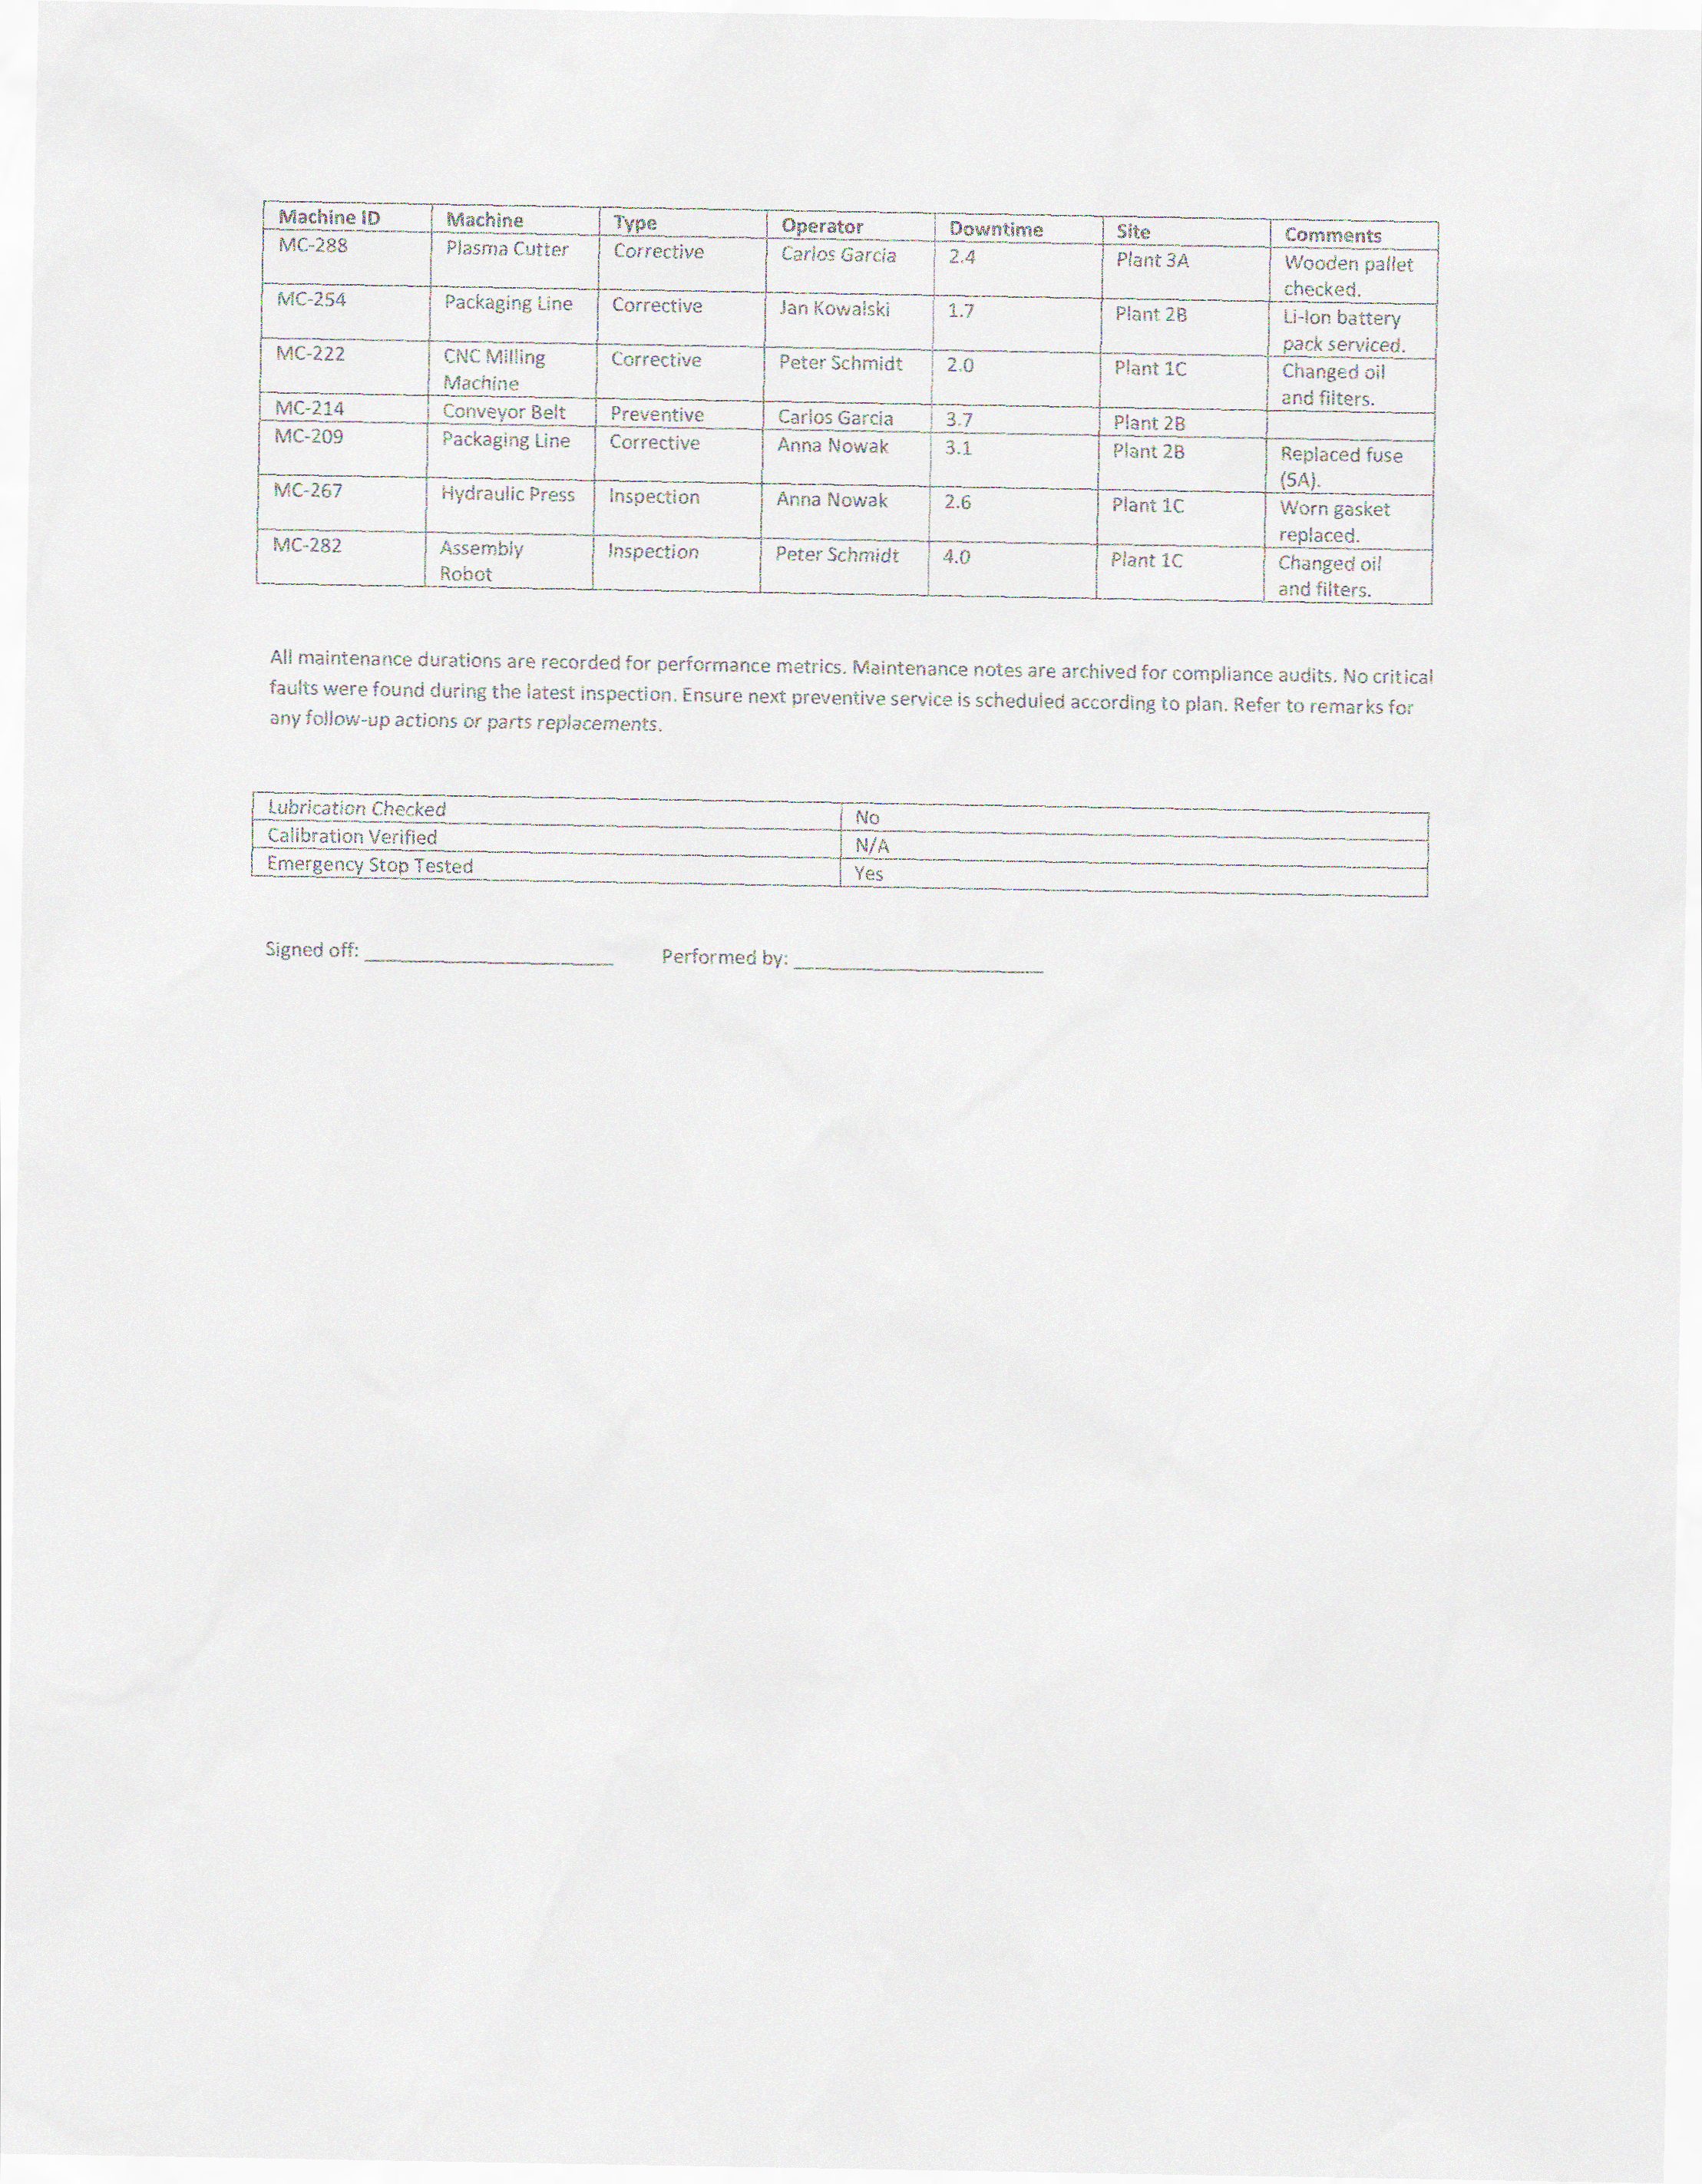 Machine ID Machine Type Operator Downtime Site Comments
MC-288 Plasma Cutter Corrective Carlos Garcia 2.4 Plant 3A Wooden pallet
checked.
MC-254 Packaging Line Corrective Jan Kowalski 1.7 Plant 2B Li-Ion battery
pack serviced.
MC-222 CNC Milling Corrective Peter Schmidt 2.0 Plant 1C Changed oil
Machine and filters.
MC-214 Conveyor Belt Preventive Carlos Garcia 3.7 Plant 2B
MC-209 Packaging Line Corrective Anna Nowak 3.1 Plant 2B Replaced fuse
(5A).
MC-267 Hydraulic Press Inspection Anna Nowak 2.6 Plant 1C Worn gasket
replaced.
MC-282 Assembly Inspection Peter Schmidt 4.0 Plant 1C Changed oil
Robot and filters.
All maintenance durations are recorded for performance metrics. Maintenance notes are archived for compliance audits. No critical
faults were found during the latest inspection. Ensure next preventive service is scheduled according to plan. Refer to remarks for
any follow-up actions or parts replacements.
Lubrication Checked No
Calibration Verified N/A
Emergency Stop Tested Yes
Signed off: Performed by: